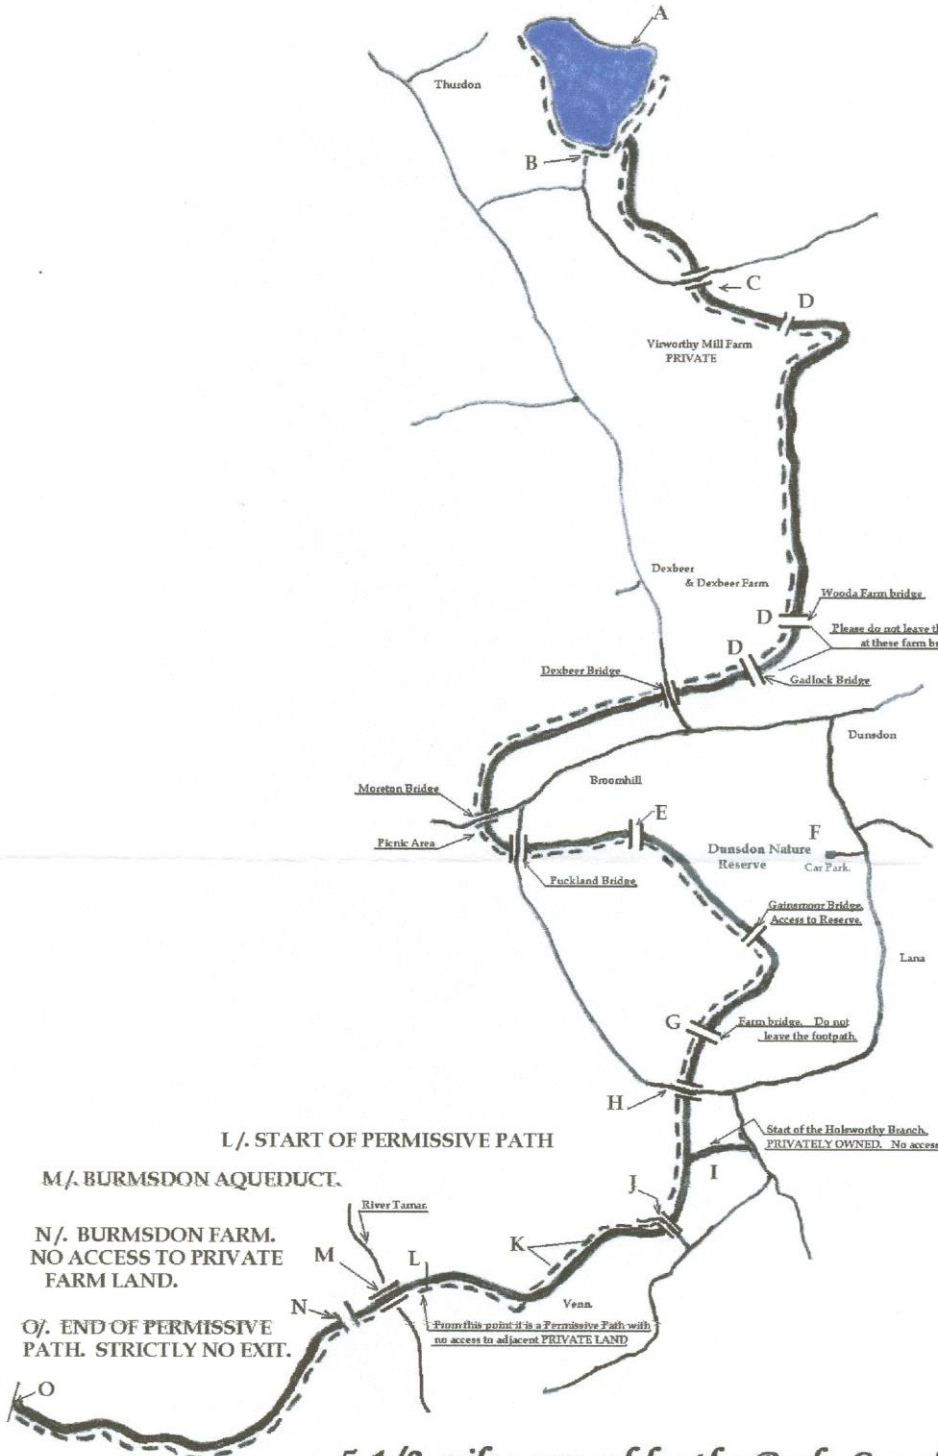 A
Thurdon
B
C
D
Virworthy Mill Farm
PRIVATE
Dexbeer
& Dexbeer Farm
Wooda Farm bridge
D
Please do not leave th
at these farm br
D
Dexbeer Bridge
Gadlock Bridge
Dunsdon
Broomhill
Moreton Bridge
E
F
Picnic Area
Dunsdon Nature
Reserve
Car Park.
Puckland Bridge
Gainsmoor Bridge.
Access to Reserve.
Lana
G
Farm bridge. Do not
leave the footpath.
H
Start of the Holsworthy Branch.
PRIVATELY OWNED. No access
I
L/. START OF PERMISSIVE PATH
M/. BURMSDON AQUEDUCT.
J
River Tamar.
N/. BURMSDON FARM.
NO ACCESS TO PRIVATE
FARM LAND.
K
M
L
N
Venn.
From this point it is a Permissive Path with
no access to adjacent PRIVATE LAND
O/. END OF PERMISSIVE
PATH. STRICTLY NO EXIT.
O